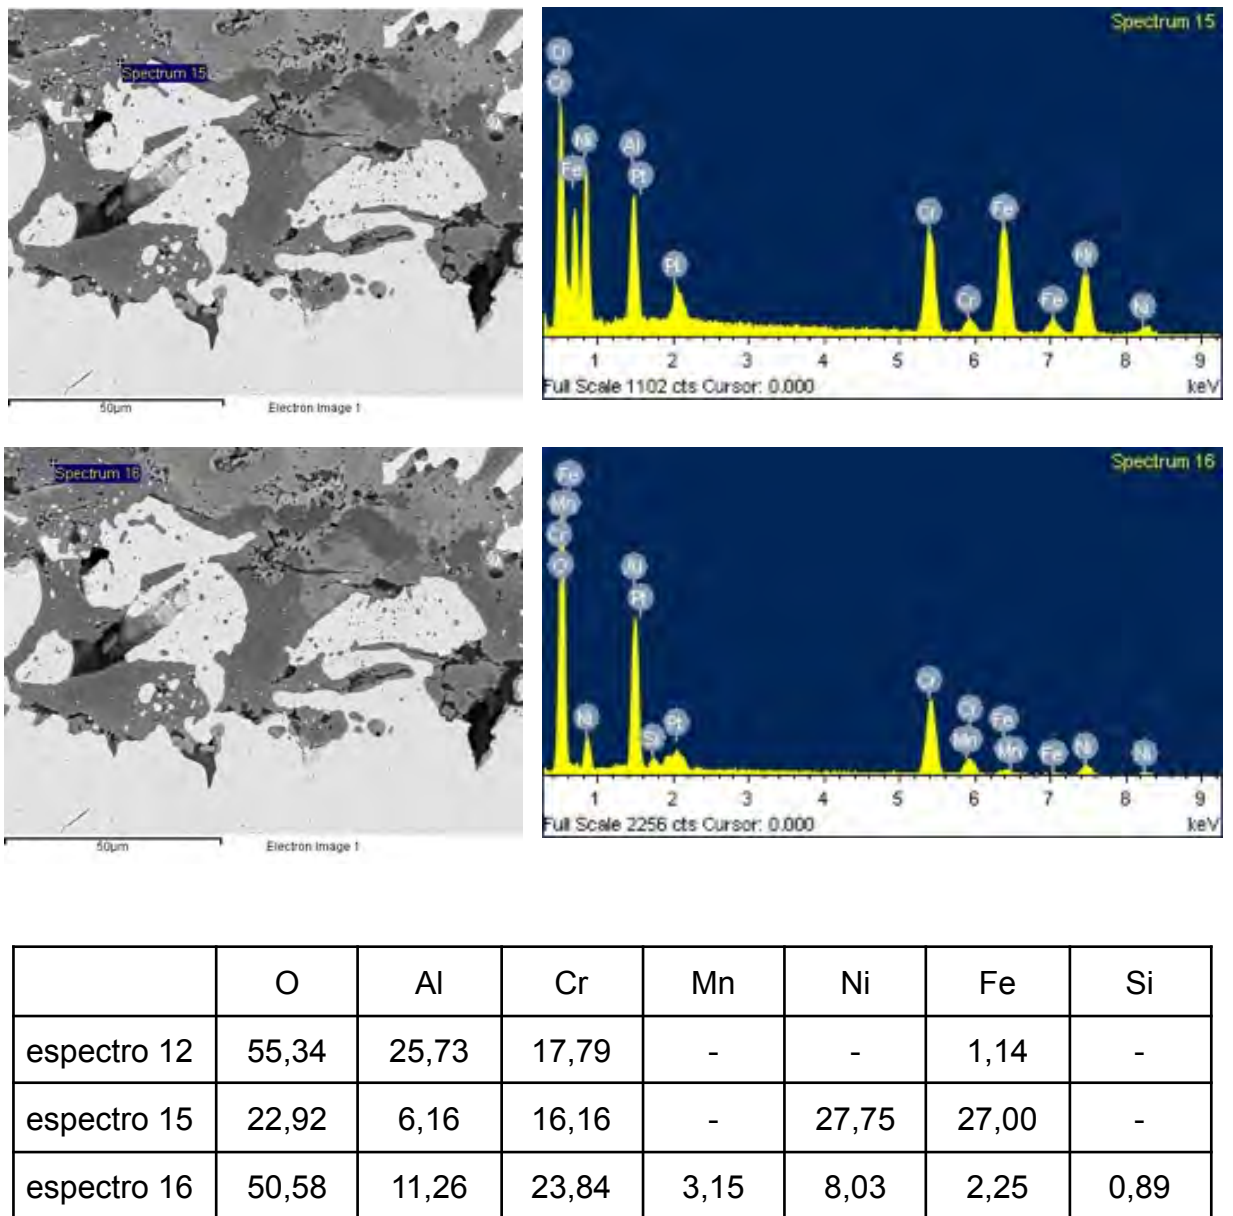 Spectrum 15
50µm
Electron Image 1
Spectrum 15
Cr
Ni
Al
Fe
Pt
Pt
Cr
Cr
Fe
Fe
Ni
Ni
1 2 3 4 5 6 7 8 9
Full Scale 1102 cts Cursor: 0.000 keV
Spectrum 16
50µm
Electron Image 1
Spectrum 16
Fe
Mn
Cr
O
Al
Pt
Ni
Si
Pt
Cr
Cr
Mn
Fe
Mn
Fe
Ni
Ni
1 2 3 4 5 6 7 8 9
Full Scale 2256 cts Cursor: 0.000 keV
O Al Cr Mn Ni Fe Si
espectro 12 55,34 25,73 17,79 - - 1,14 -
espectro 15 22,92 6,16 16,16 - 27,75 27,00 -
espectro 16 50,58 11,26 23,84 3,15 8,03 2,25 0,89